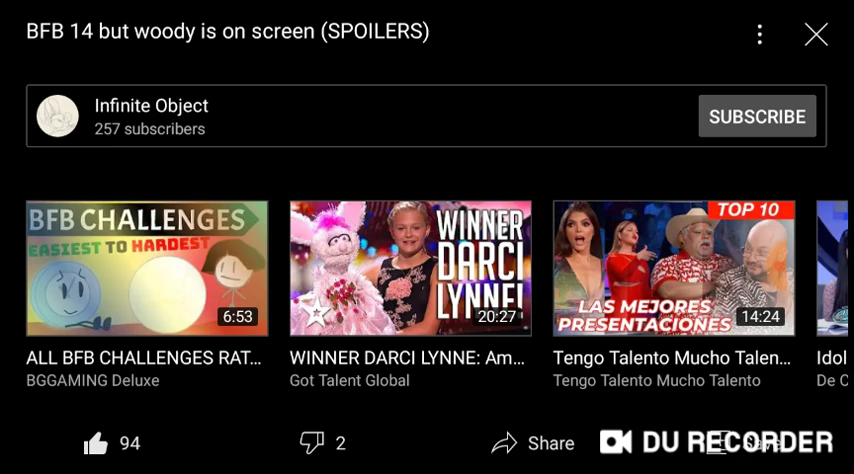 BFB 14 but woody is on screen (SPOILERS)
Infinite Object
257 subscribers
SUBSCRIBE
BFB CHALLENGES
EASIEST TO HARDEST
6:53
WINNER
DARCI
LYNNE!
20:27
TOP 10
LAS MEJORES
PRESENTACIONES
14:24
ALL BFB CHALLENGES RAT...
BGGAMING Deluxe
WINNER DARCI LYNNE: Am...
Got Talent Global
Tengo Talento Mucho Talen...
Tengo Talento Mucho Talento
Idol
De C
94
2
Share
Save
DU RECORDER